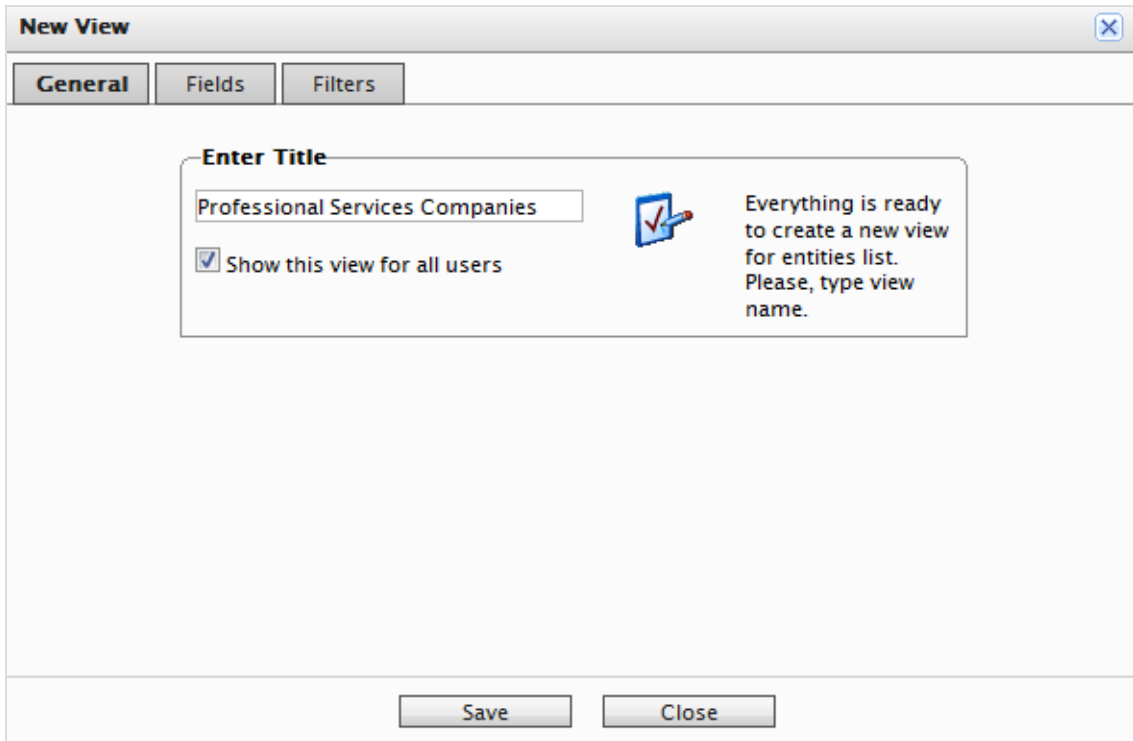 New View
General Fields Filters
Enter Title
Professional Services Companies
Show this view for all users
Everything is ready
to create a new view
for entities list.
Please, type view
name.
Save Close